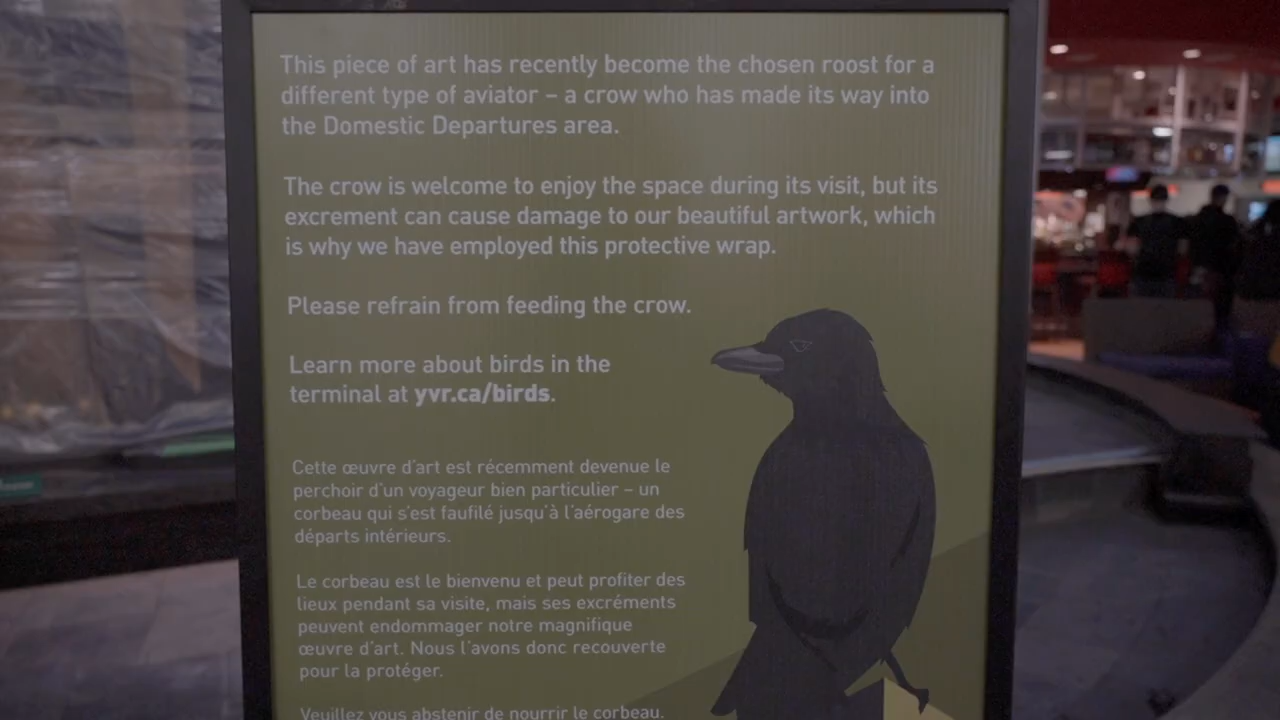 This piece of art has recently become the chosen roost for a
different type of aviator – a crow who has made its way into
the Domestic Departures area.
The crow is welcome to enjoy the space during its visit, but its
excrement can cause damage to our beautiful artwork, which
is why we have employed this protective wrap.
Please refrain from feeding the crow.
Learn more about birds in the
terminal at yvr.ca/birds.
Cette œuvre d'art est récemment devenue le
perchoir d'un voyageur bien particulier – un
corbeau qui s'est faufilé jusqu'à l'aérogare des
départs intérieurs.
Le corbeau est le bienvenu et peut profiter des
lieux pendant sa visite, mais ses excréments
peuvent endommager notre magnifique
œuvre d'art. Nous l'avons donc recouverte
pour la protéger.
Veuillez vous abstenir de nourrir le corbeau.